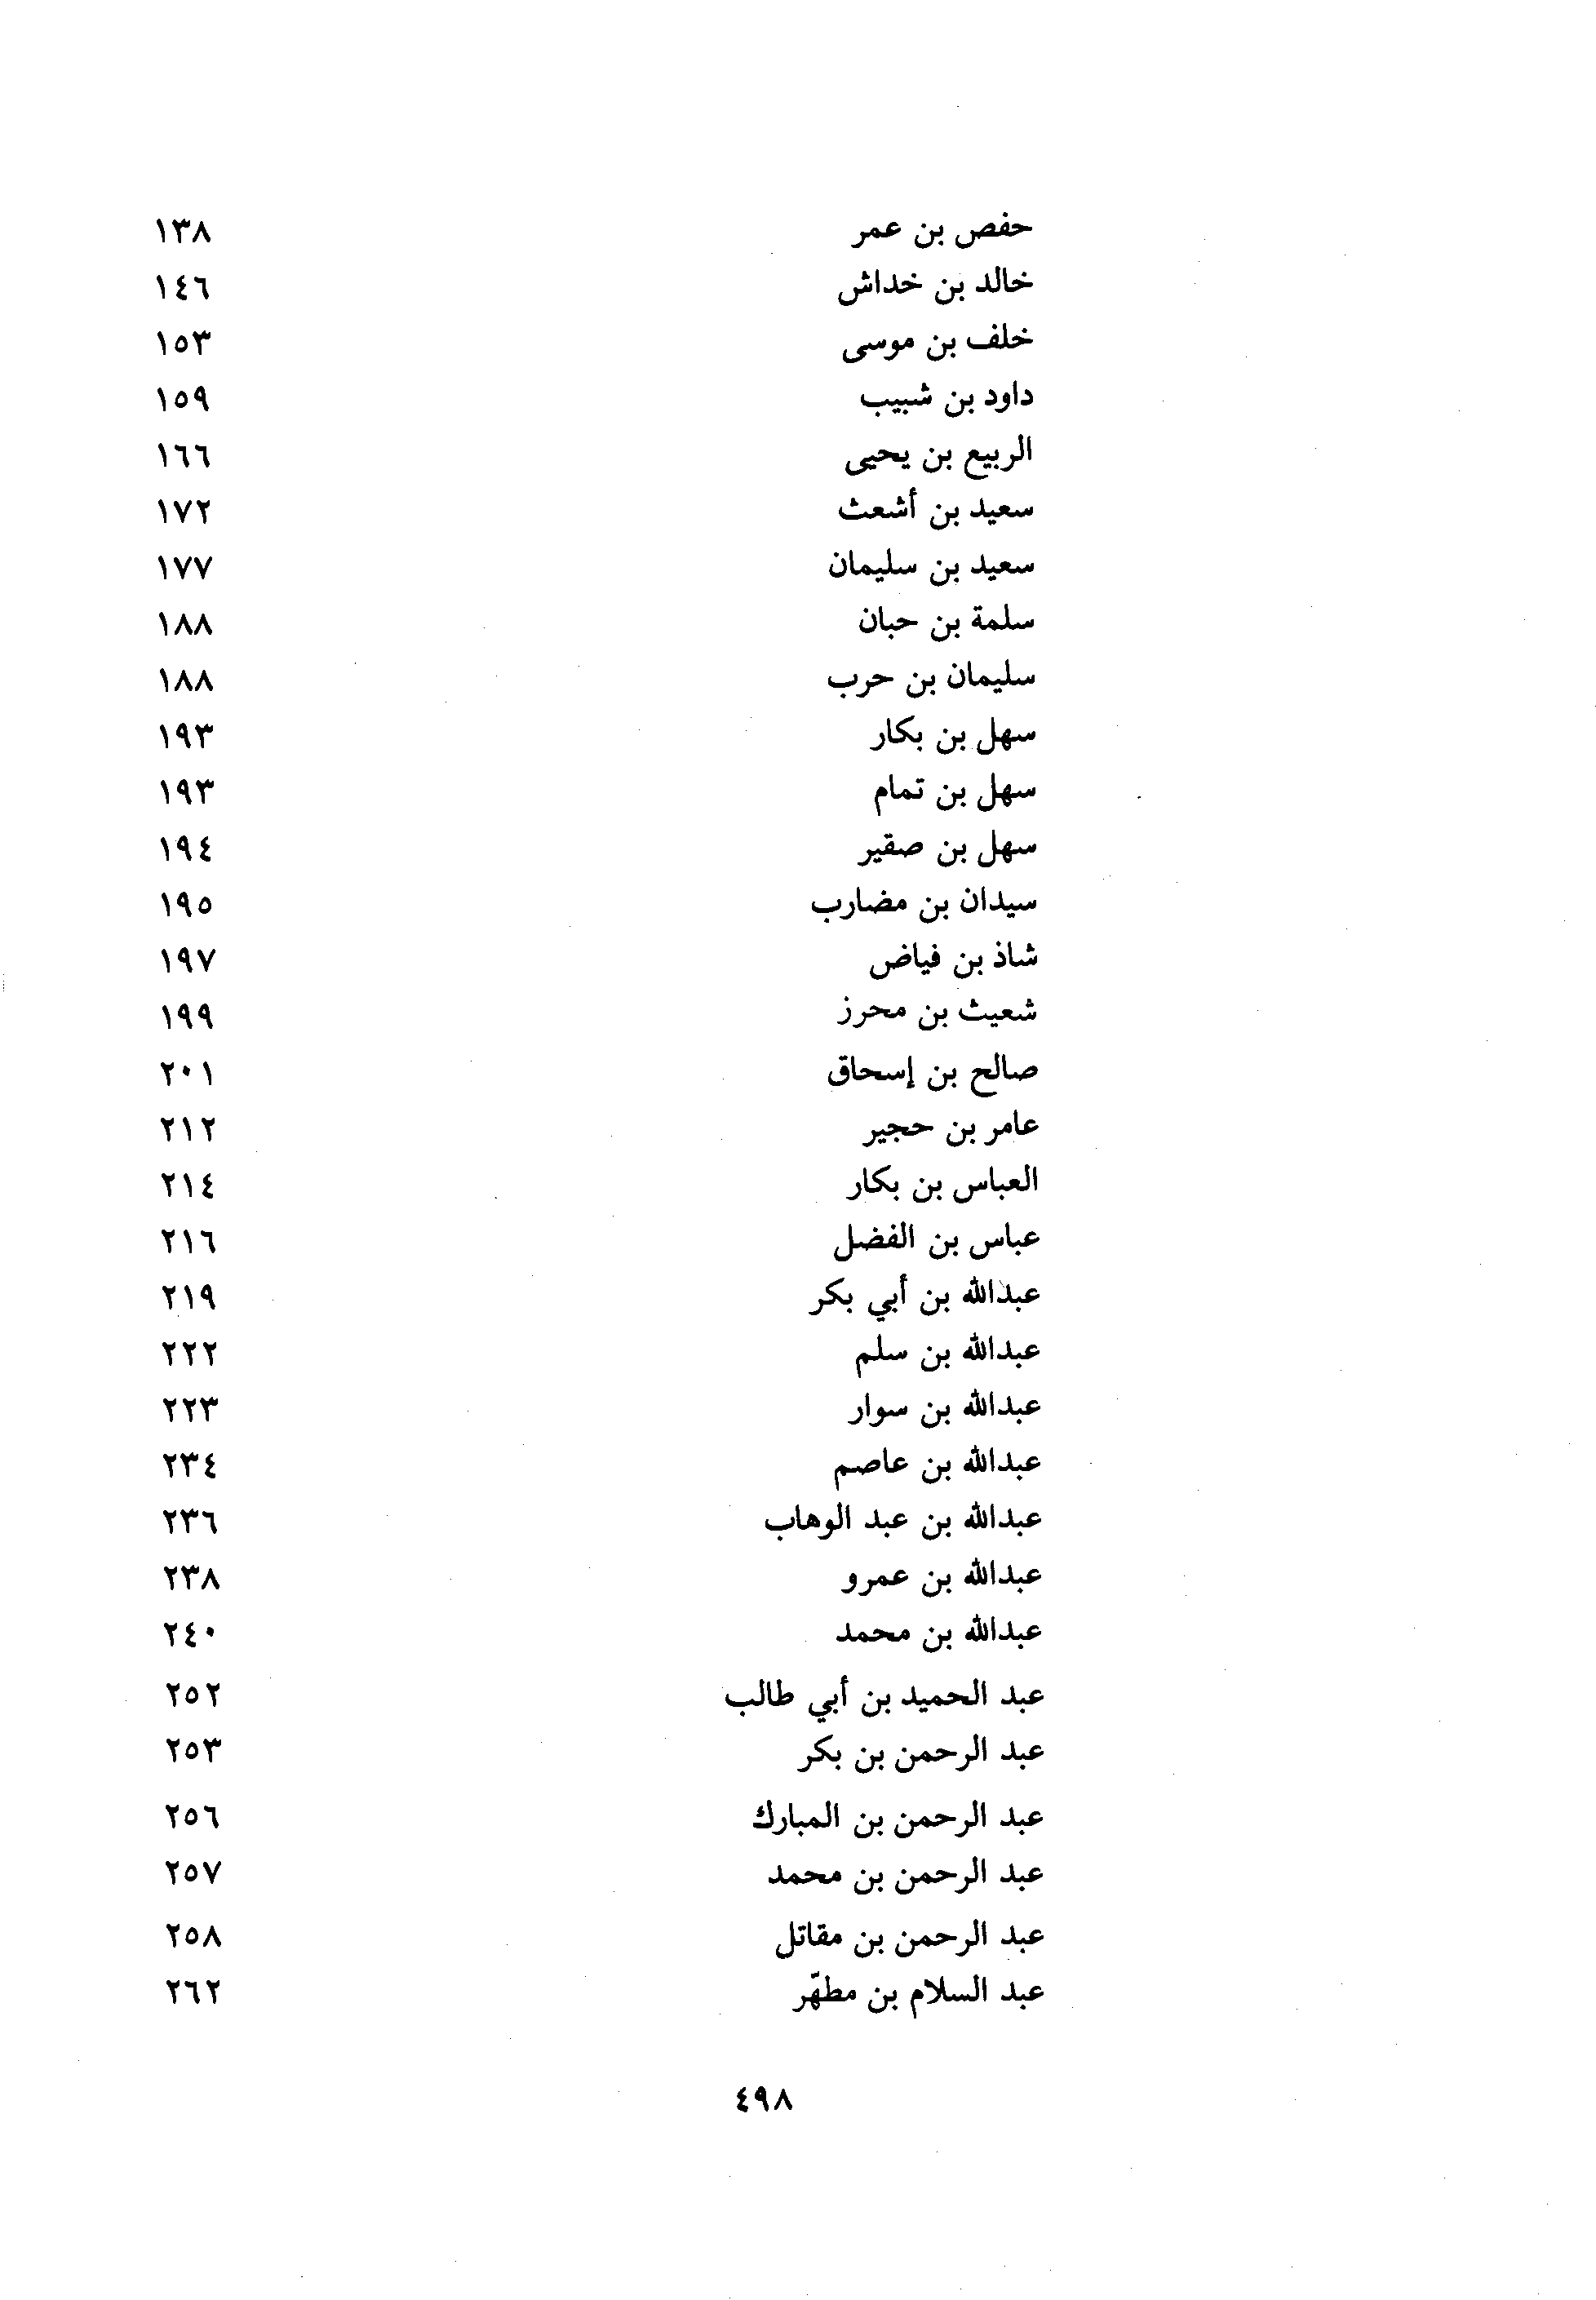 حفص بن عمر ١٣٨
خالد بن خداش ١٤٦
خلف بن موسى ١٥٣
داود بن شبيب ١٥٩
الربيع بن يحيى ١٦٦
سعيد بن أشعث ١٧٢
سعيد بن سليمان ١٧٧
سلمة بن حبان ١٨٨
سليمان بن حرب ١٨٨
سهل بن بكار ١٩٣
سهل بن تمام ١٩٣
سهل بن صقير ١٩٤
سيدان بن مضارب ١٩٥
شاذ بن فياض ١٩٧
شعيث بن محرز ١٩٩
صالح بن إسحاق ٢٠١
عامر بن حجير ٢١٢
العباس بن بكار ٢١٤
عباس بن الفضل ٢١٦
عبدالله بن أبي بكر ٢١٩
عبدالله بن سلم ٢٢٢
عبدالله بن سوار ٢٢٣
عبدالله بن عاصم ٢٣٤
عبدالله بن عبد الوهاب ٢٣٦
عبدالله بن عمرو ٢٣٨
عبدالله بن محمد ٢٤٠
عبد الحميد بن أبي طالب ٢٥٢
عبد الرحمن بن بكر ٢٥٣
عبد الرحمن بن المبارك ٢٥٦
عبد الرحمن بن محمد ٢٥٧
عبد الرحمن بن مقاتل ٢٥٨
عبد السلام بن مطهّر ٢٦٢
٤٩٨